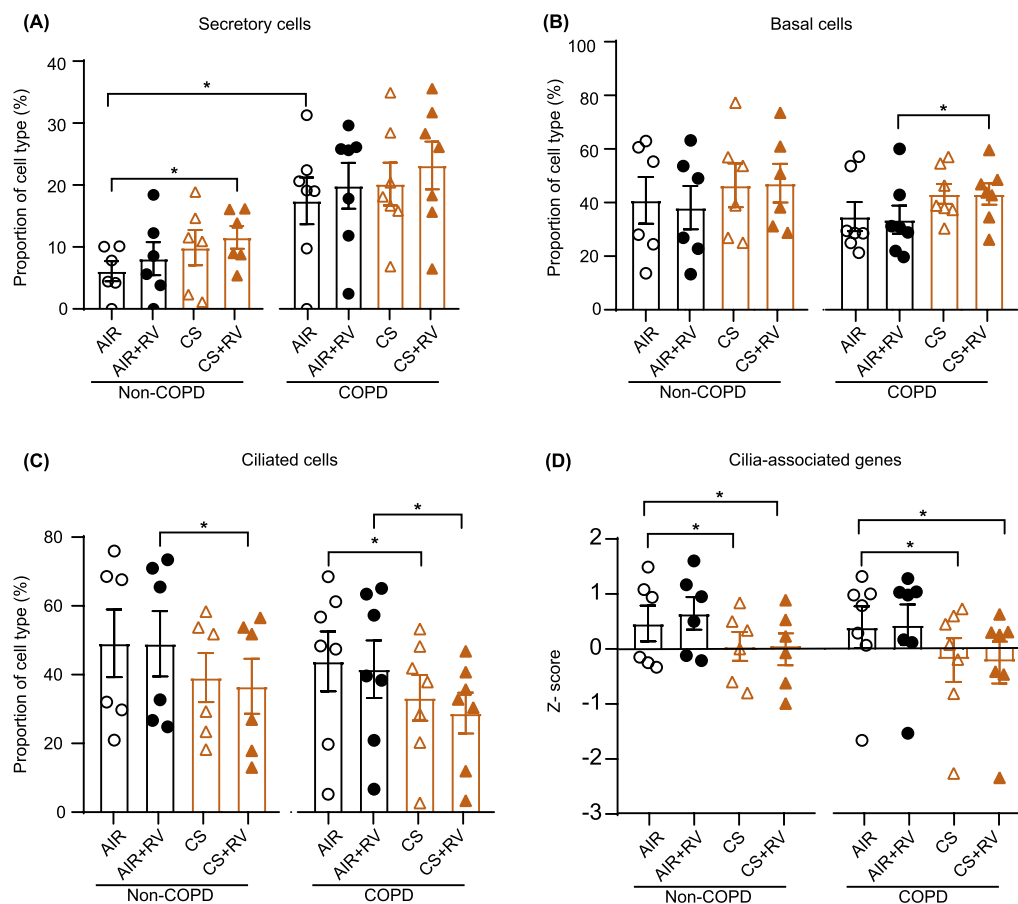 (A)
Secretory cells
Proportion of cell type (%)
40
30
20
10
0
*
*
AIR
AIR+RV
CS
CS+RV
AIR
AIR+RV
CS
CS+RV
Non-COPD
COPD
(B)
Basal cells
Proportion of cell type (%)
100
80
60
40
20
0
*
AIR
AIR+RV
CS
CS+RV
AIR
AIR+RV
CS
CS+RV
Non-COPD
COPD
(C)
Ciliated cells
Proportion of cell type (%)
80
60
40
20
0
*
*
*
AIR
AIR+RV
CS
CS+RV
AIR
AIR+RV
CS
CS+RV
Non-COPD
COPD
(D)
Cilia-associated genes
Z- score
2
1
0
-1
-2
-3
*
*
*
*
AIR
AIR+RV
CS
CS+RV
AIR
AIR+RV
CS
CS+RV
Non-COPD
COPD